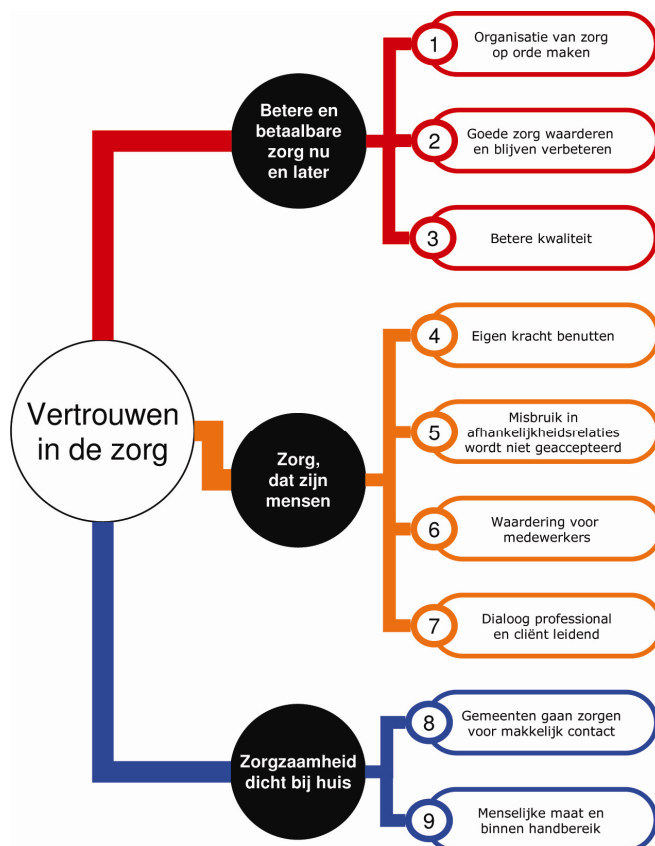 Vertrouwen
in de zorg
Betere en
betaalbare
zorg nu
en later
1
Organisatie van zorg
op orde maken
2
Goede zorg waarderen
en blijven verbeteren
3
Betere kwaliteit
Zorg,
dat zijn
mensen
4
Eigen kracht benutten
5
Misbruik in
afhankelijkheidsrelaties
wordt niet geaccepteerd
6
Waardering voor
medewerkers
7
Dialoog professional
en cliënt leidend
Zorgzaamheid
dicht bij huis
8
Gemeenten gaan zorgen
voor makkelijk contact
9
Menselijke maat en
binnen handbereik